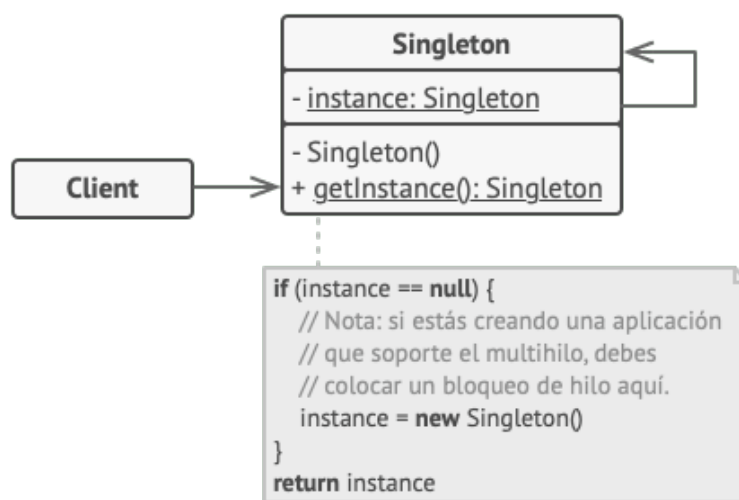 Singleton
- instance: Singleton
- Singleton()
+ getInstance(): Singleton
Client
if (instance == null) {
// Nota: si estás creando una aplicación
// que soporte el multihilo, debes
// colocar un bloqueo de hilo aquí.
instance = new Singleton()
}
return instance